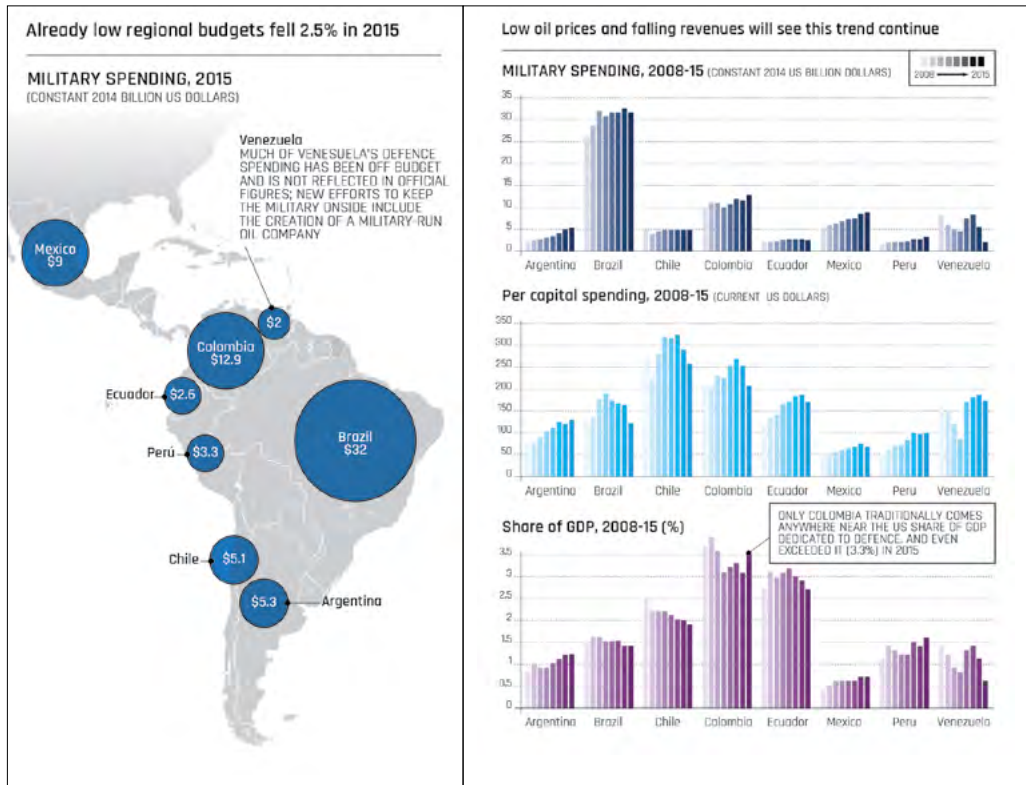 Already low regional budgets fell 2.5% in 2015
MILITARY SPENDING, 2015
(CONSTANT 2014 BILLION US DOLLARS)
Venezuela
MUCH OF VENESUELA'S DEFENCE
SPENDING HAS BEEN OFF BUDGET
AND IS NOT REFLECTED IN OFFICIAL
FIGURES; NEW EFFORTS TO KEEP
THE MILITARY ONSIDE INCLUDE
THE CREATION OF A MILITARY-RUN
OIL COMPANY
Mexico
$9
$2
Colombia
$12.9
Ecuador
$2.6
Brazil
$32
Perú
$3.3
Chile
$5.1
$5.3
Argentina
Low oil prices and falling revenues will see this trend continue
MILITARY SPENDING, 2008-15 (CONSTANT 2014 US BILLION DOLLARS)
2008 2015
35
30
25
20
15
10
5
0
Argentina Brazil Chile Colombia Ecuador Mexico Peru Venezuela
Per capital spending, 2008-15 (CURRENT US DOLLARS)
350
300
250
200
150
100
50
0
Argentina Brazil Chile Colombia Ecuador Mexico Peru Venezuela
Share of GDP, 2008-15 (%)
ONLY COLOMBIA TRADITIONALLY COMES
ANYWHERE NEAR THE US SHARE OF GDP
DEDICATED TO DEFENCE, AND EVEN
EXCEEDED IT (3.3%) IN 2015
3.5
3
2.5
2
1.5
1
0.5
0
Argentina Brazil Chile Colombia Ecuador Mexico Peru Venezuela